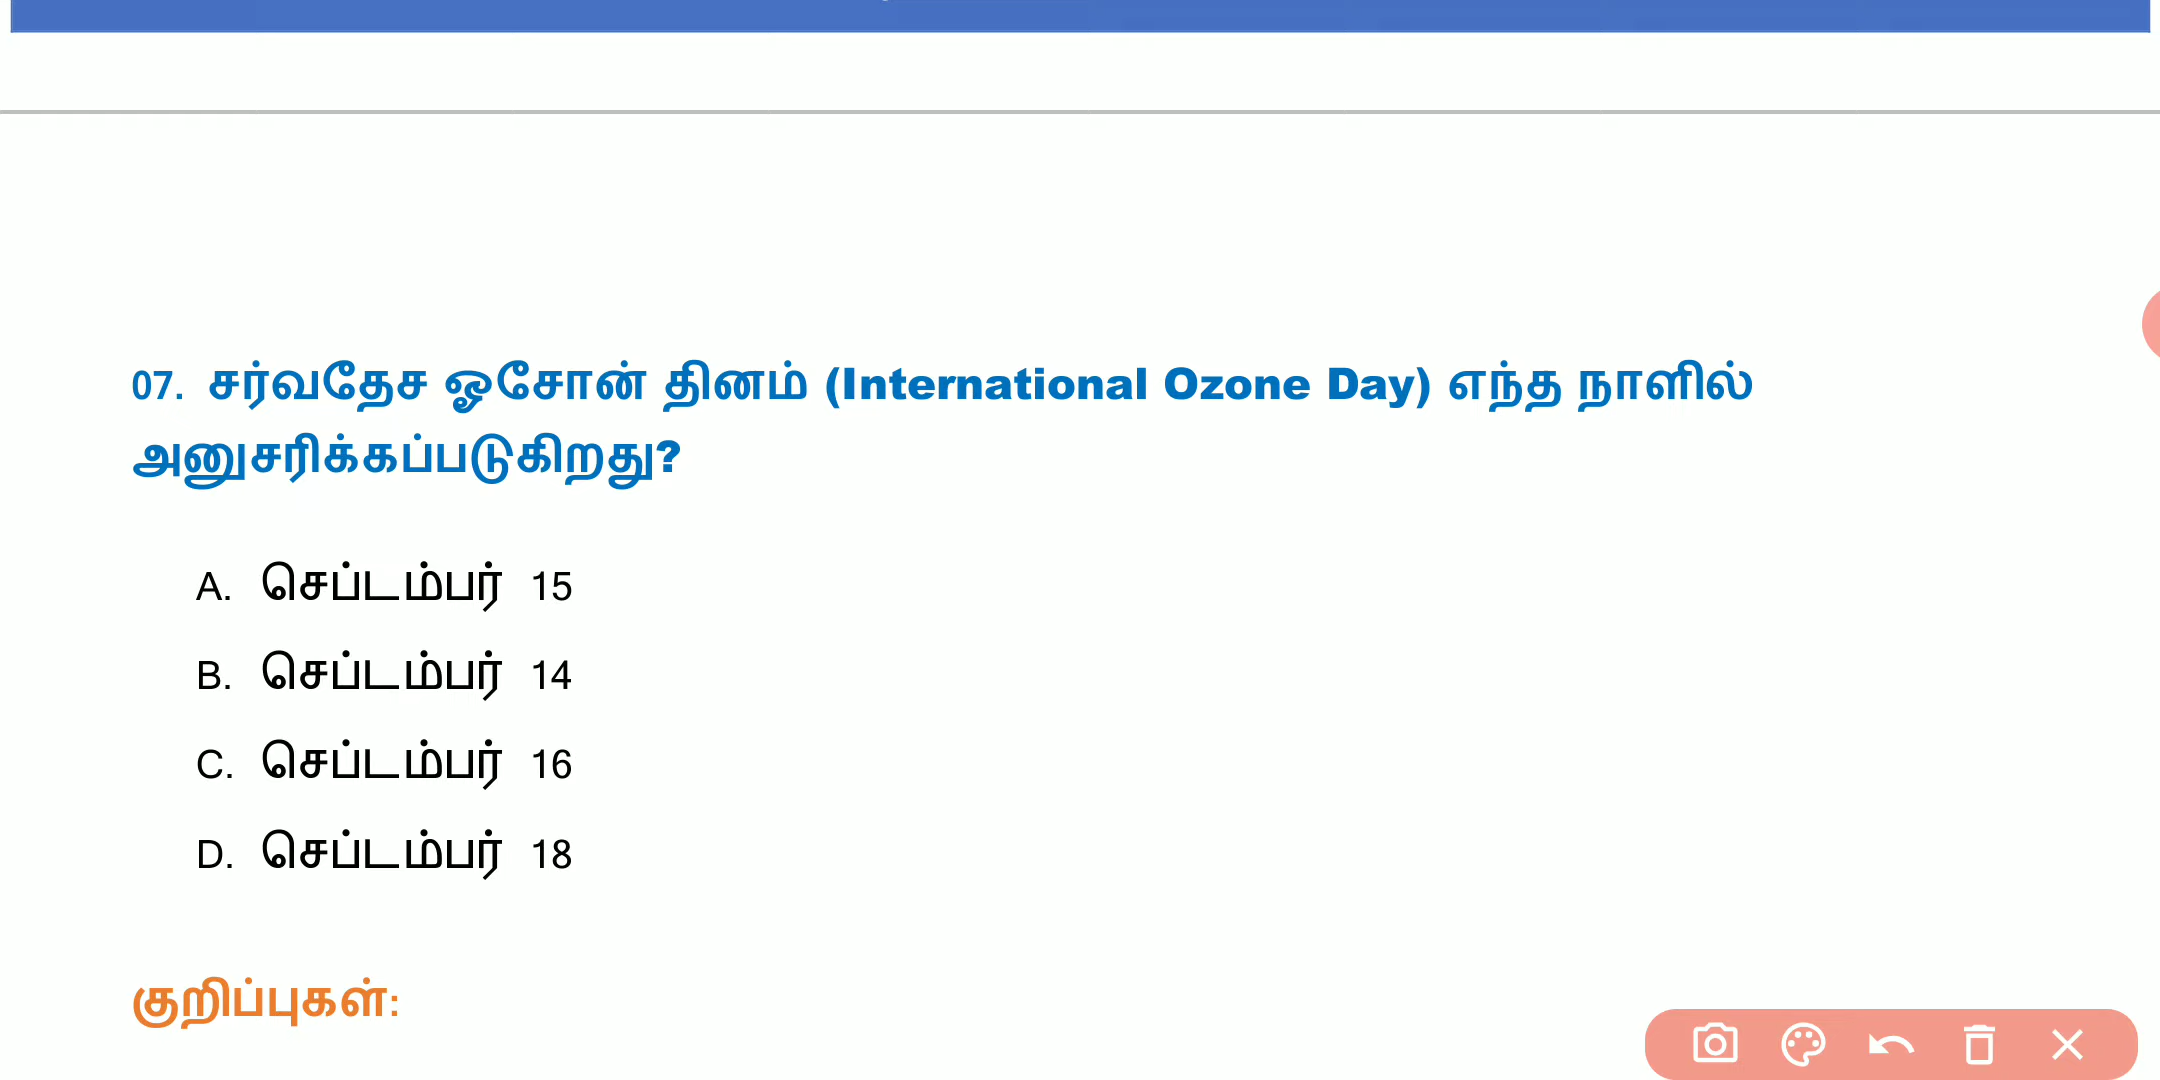 07. சர்வதேச ஓசோன் தினம் (International Ozone Day) எந்த நாளில்
அனுசரிக்கப்படுகிறது?
A. செப்டம்பர் 15
B. செப்டம்பர் 14
C. செப்டம்பர் 16
D. செப்டம்பர் 18
குறிப்புகள்: